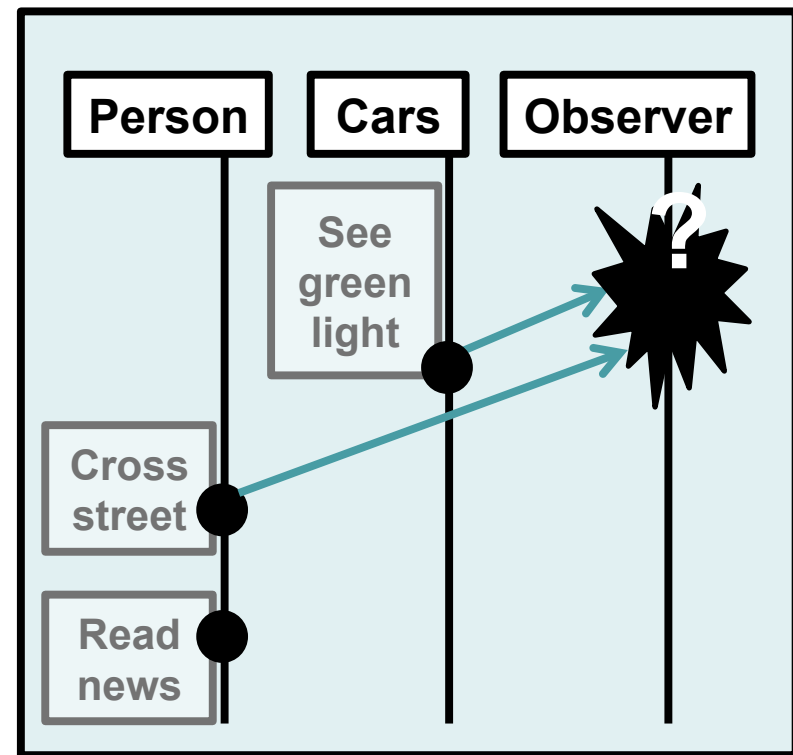 Person
Cars
Observer
?
See
green
light
Cross
street
Read
news